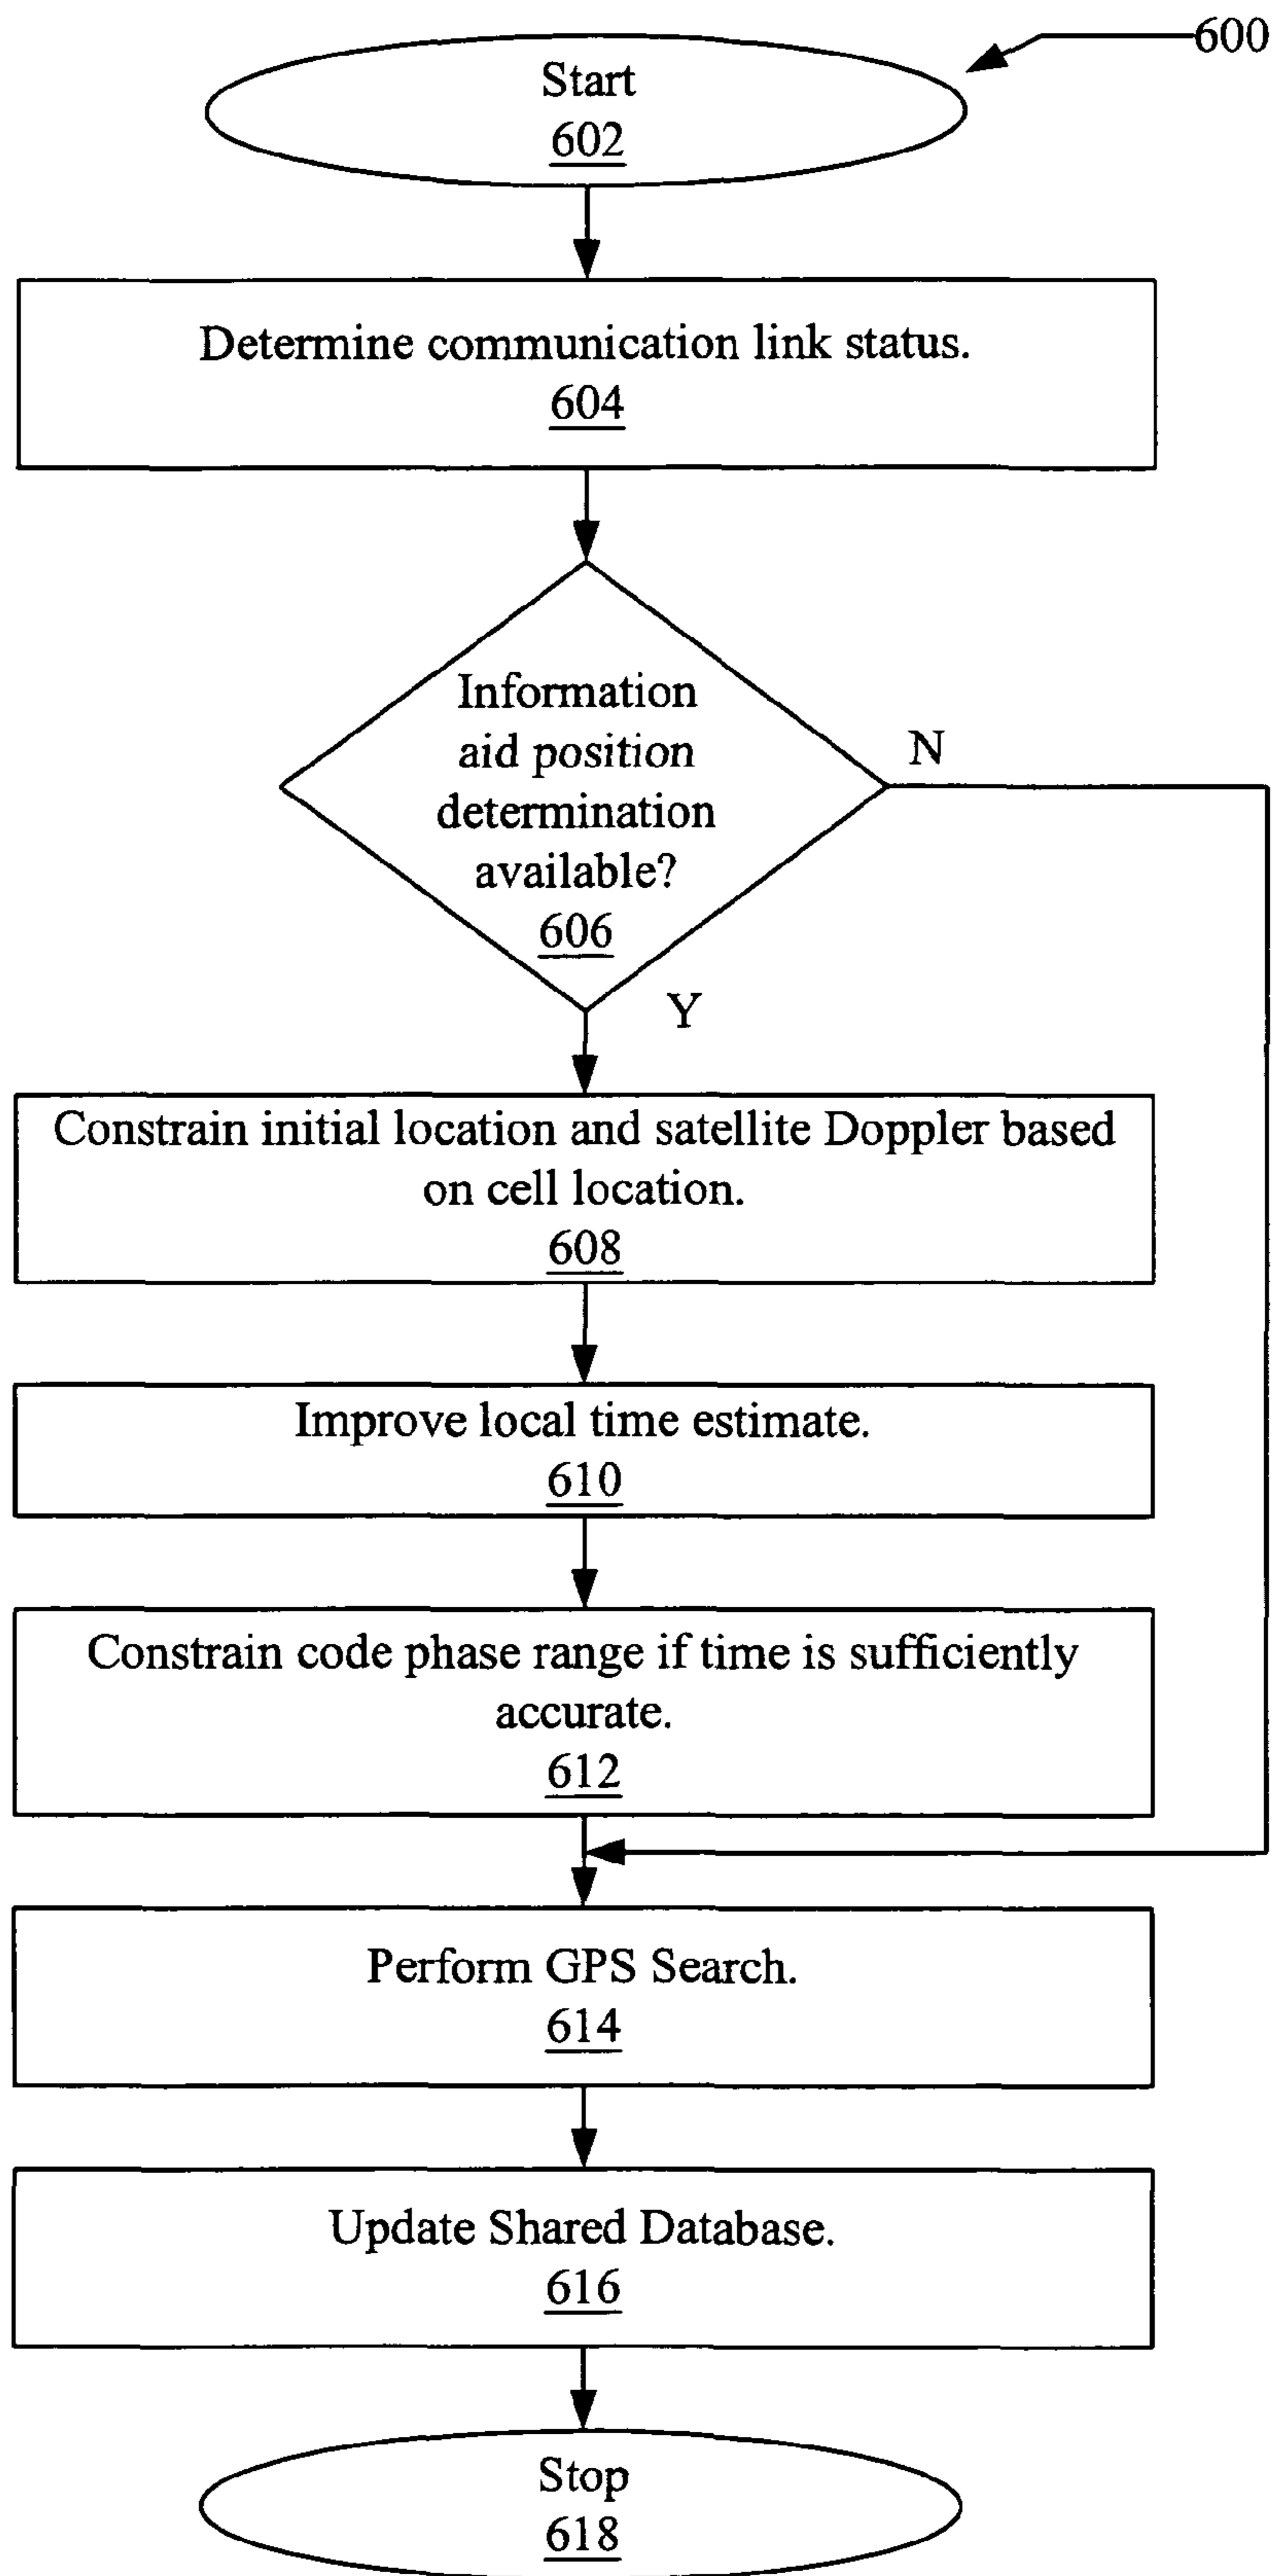 600
Start
602
Determine communication link status.
604
Information
aid position
determination
available?
606
N
Y
Constrain initial location and satellite Doppler based
on cell location.
608
Improve local time estimate.
610
Constrain code phase range if time is sufficiently
accurate.
612
Perform GPS Search.
614
Update Shared Database.
616
Stop
618